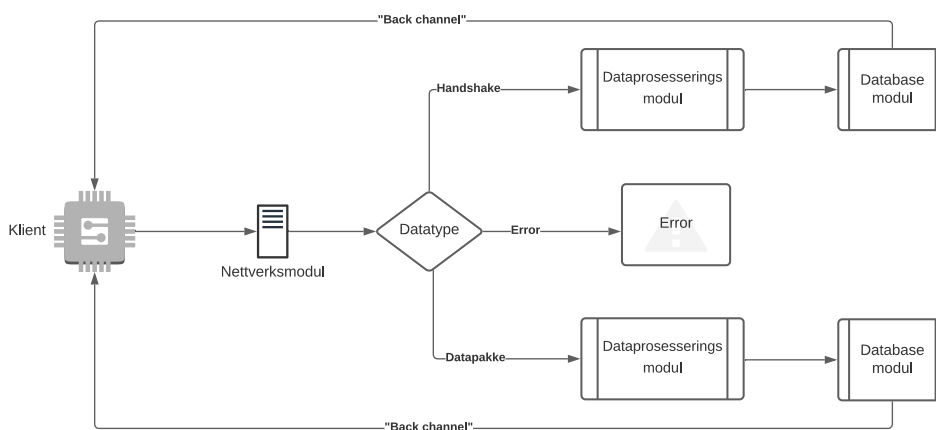 "Back channel"
Handshake
Dataprosesserings
modul
Database
modul
Klient
Nettverksmodul
Datatype
Error
Error
Datapakke
Dataprosesserings
modul
Database
modul
"Back channel"